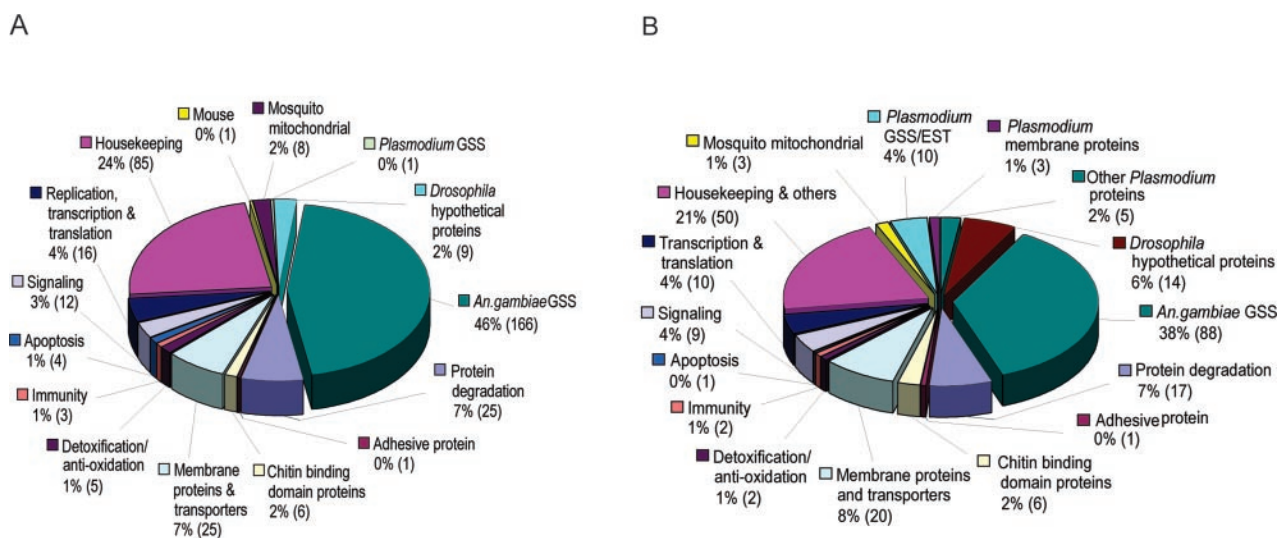 A
Mouse
0% (1)
Mosquito
mitochondrial
2% (8)
Housekeeping
24% (85)
Plasmodium GSS
0% (1)
Replication,
transcription &
translation
4% (16)
Drosophila
hypothetical
proteins
2% (9)
Signaling
3% (12)
An.gambiae GSS
46% (166)
Apoptosis
1% (4)
Protein
degradation
7% (25)
Immunity
1% (3)
Detoxification/
anti-oxidation
1% (5)
Membrane
proteins &
transporters
7% (25)
Chitin binding
domain proteins
2% (6)
Adhesive protein
0% (1)
B
Mosquito mitochondrial
1% (3)
Plasmodium
GSS/EST
4% (10)
Plasmodium
membrane proteins
1% (3)
Other Plasmodium
proteins
2% (5)
Housekeeping & others
21% (50)
Drosophila
hypothetical proteins
6% (14)
Transcription &
translation
4% (10)
An.gambiae GSS
38% (88)
Signaling
4% (9)
Apoptosis
0% (1)
Protein degradation
7% (17)
Immunity
1% (2)
Adhesive protein
0% (1)
Detoxification/
anti-oxidation
1% (2)
Membrane proteins
and transporters
8% (20)
Chitin binding
domain proteins
2% (6)